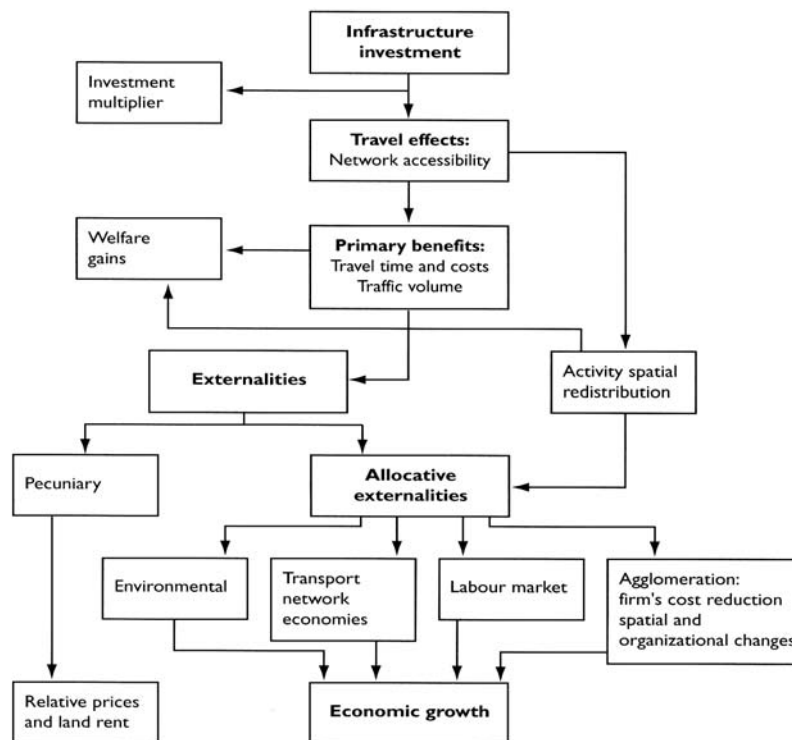 Infrastructure
investment
Investment
multiplier
Travel effects:
Network accessibility
Welfare
gains
Primary benefits:
Travel time and costs
Traffic volume
Externalities
Activity spatial
redistribution
Pecuniary
Allocative
externalities
Environmental
Transport
network
economies
Labour market
Agglomeration:
firm's cost reduction
spatial and
organizational changes
Relative prices
and land rent
Economic growth